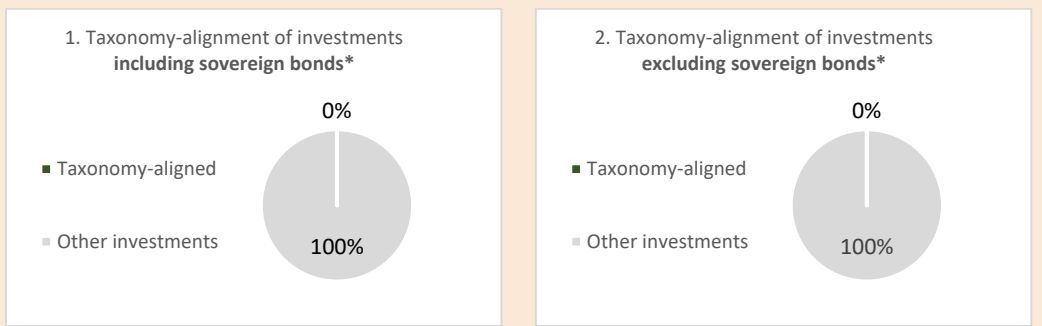 1. Taxonomy-alignment of investments
including sovereign bonds*
0%
Taxonomy-aligned
Other investments
100%
2. Taxonomy-alignment of investments
excluding sovereign bonds*
0%
Taxonomy-aligned
Other investments
100%